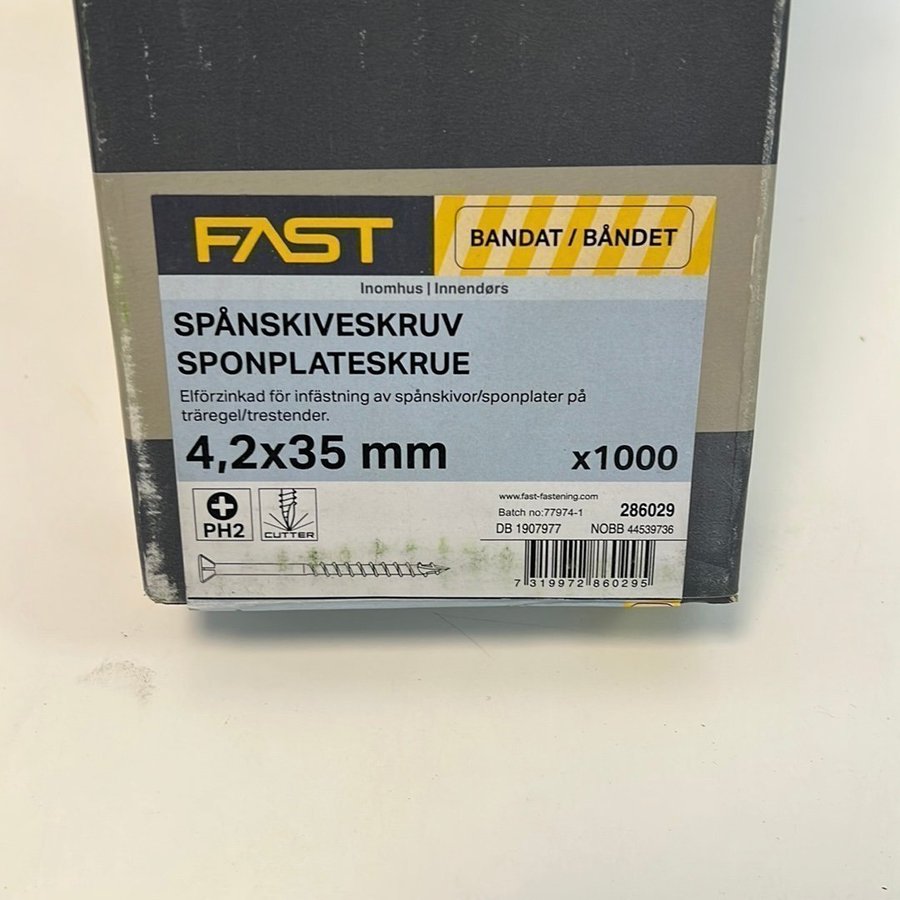 FAST
BANDAT / BÅNDET
Inomhus | Innendørs
SPÅNSKIVESKRUV
SPONPLATESKRUE
Elförzinkad för infästning av spånskivor/sponplater på
träregel/trestender.
4,2x35 mm x1000
PH2
CUTTER
www.fast-fastening.com
Batch no:77974-1 286029
DB 1907977 NOBB 44539736
7 319972 860295